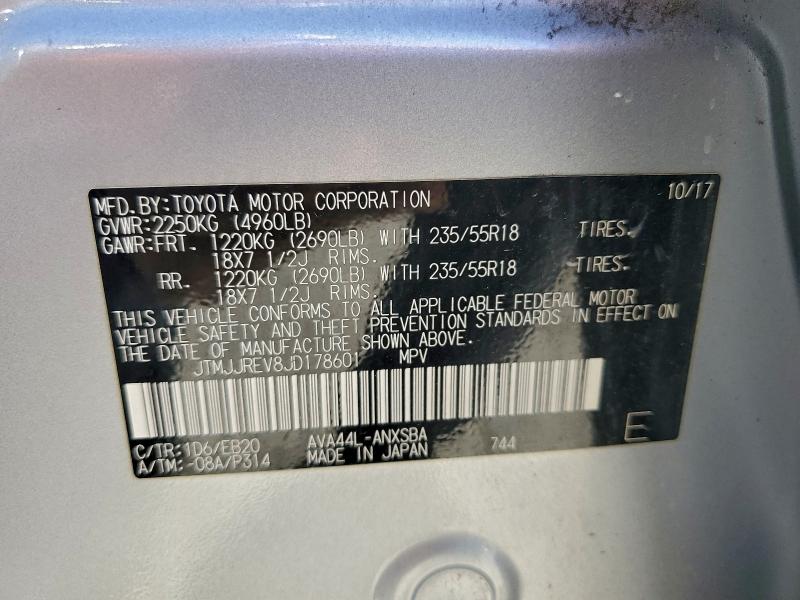 MFD. BY: TOYOTA MOTOR CORPORATION 10/17
GVWR: 2250KG (4960LB)
GAWR: FRT. 1220KG (2690LB) WITH 235/55R18 TIRES.
18X7 1/2J RIMS.
RR. 1220KG (2690LB) WITH 235/55R18 TIRES.
18X7 1/2J RIMS.
THIS VEHICLE CONFORMS TO ALL APPLICABLE FEDERAL MOTOR
VEHICLE SAFETY AND THEFT PREVENTION STANDARDS IN EFFECT ON
THE DATE OF MANUFACTURE SHOWN ABOVE.
JTMJJREV8JD178601 MPV
C/TR: 1D6/EB20 AVA44L-ANXSBA 744 E
A/TM: -08A/P314 MADE IN JAPAN